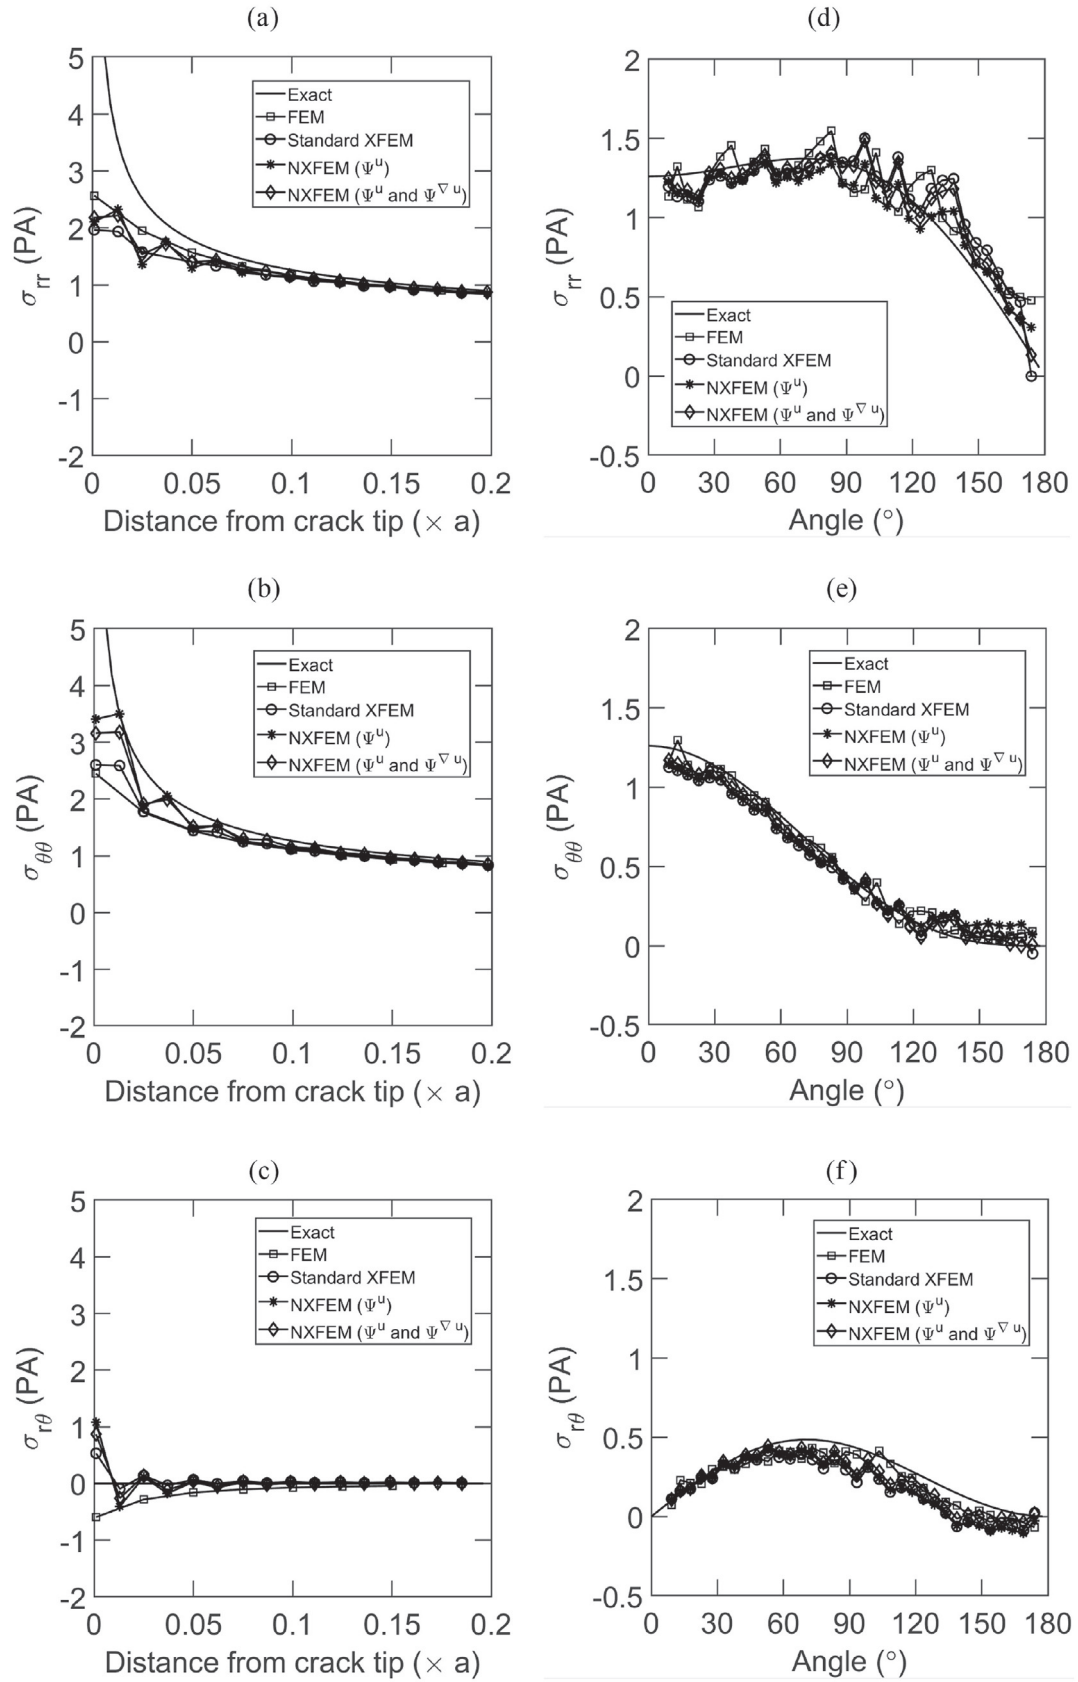 (a)
5
4
3
2
1
0
-1
-2
σrr (PA)
Exact
FEM
Standard XFEM
NXFEM (Ψᵘ)
NXFEM (Ψᵘ and Ψ∇ᵘ)
0 0.05 0.1 0.15 0.2
Distance from crack tip (× a)
(d)
2
1.5
1
0.5
0
-0.5
σrr (PA)
Exact
FEM
Standard XFEM
NXFEM (Ψᵘ)
NXFEM (Ψᵘ and Ψ∇ᵘ)
0 30 60 90 120 150 180
Angle (°)
(b)
5
4
3
2
1
0
-1
-2
σθθ (PA)
Exact
FEM
Standard XFEM
NXFEM (Ψᵘ)
NXFEM (Ψᵘ and Ψ∇ᵘ)
0 0.05 0.1 0.15 0.2
Distance from crack tip (× a)
(e)
2
1.5
1
0.5
0
-0.5
σθθ (PA)
Exact
FEM
Standard XFEM
NXFEM (Ψᵘ)
NXFEM (Ψᵘ and Ψ∇ᵘ)
0 30 60 90 120 150 180
Angle (°)
(c)
5
4
3
2
1
0
-1
-2
σrθ (PA)
Exact
FEM
Standard XFEM
NXFEM (Ψᵘ)
NXFEM (Ψᵘ and Ψ∇ᵘ)
0 0.05 0.1 0.15 0.2
Distance from crack tip (× a)
(f)
2
1.5
1
0.5
0
-0.5
σrθ (PA)
Exact
FEM
Standard XFEM
NXFEM (Ψᵘ)
NXFEM (Ψᵘ and Ψ∇ᵘ)
0 30 60 90 120 150 180
Angle (°)